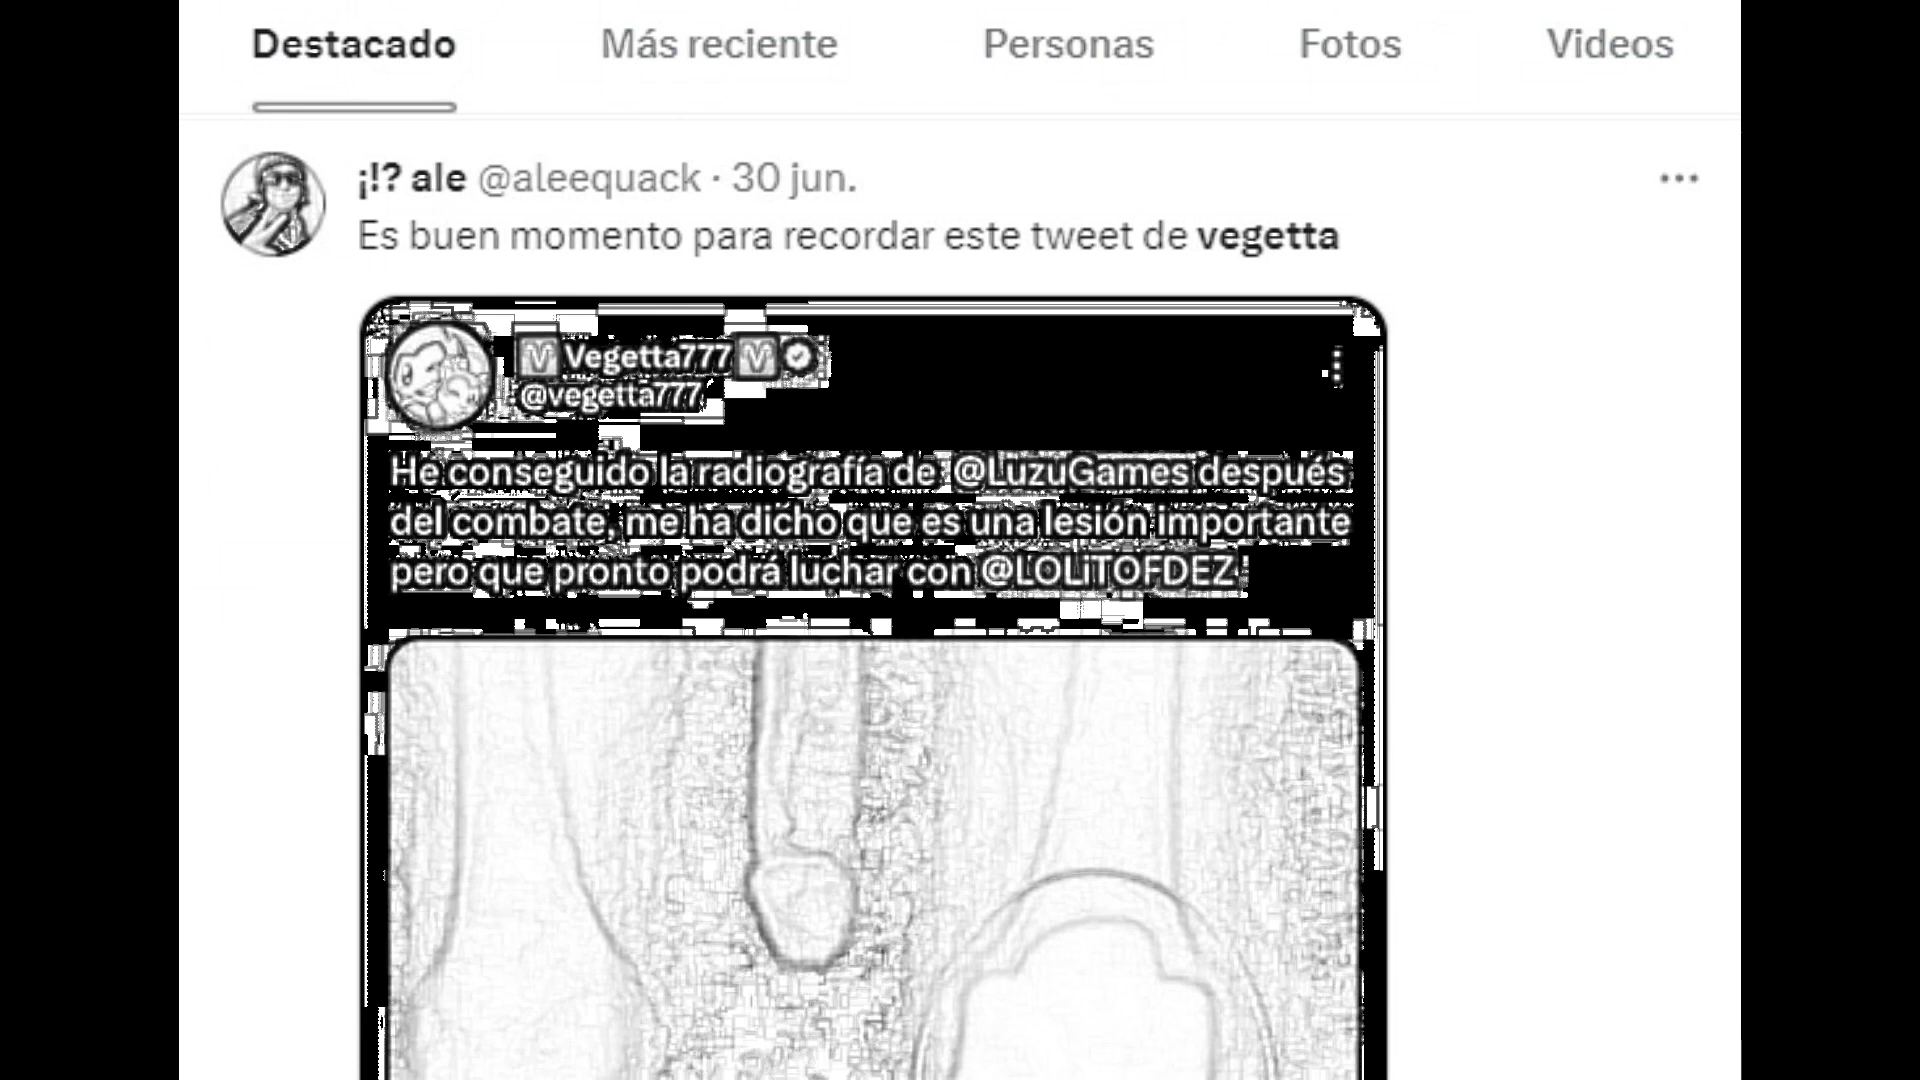 Destacado Más reciente Personas Fotos Videos
¡!? ale @aleequack · 30 jun.
Es buen momento para recordar este tweet de vegetta
Vegetta777
@vegetta777
He conseguido la radiografía de @LuzuGames después
del combate, me ha dicho que es una lesión importante
pero que pronto podrá luchar con @LOLiTOFDEZ